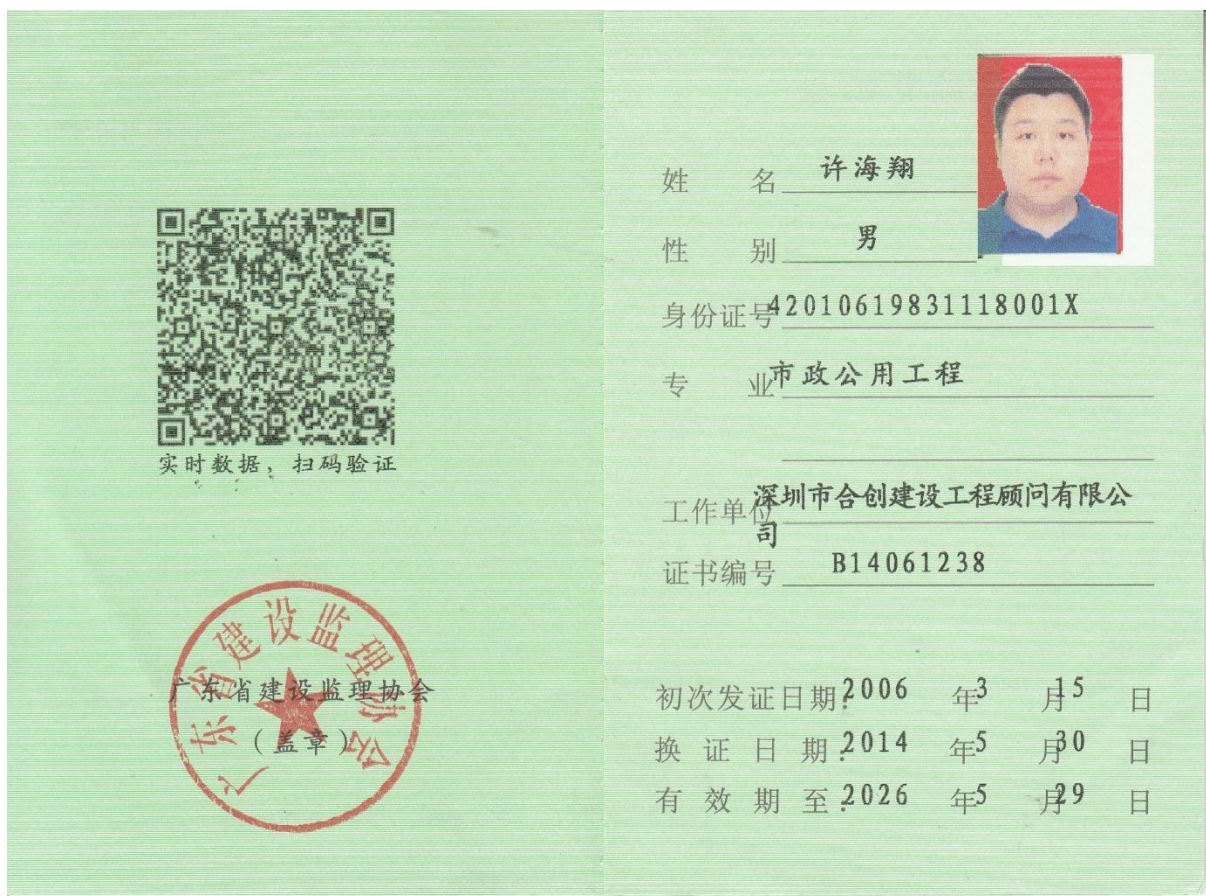 实时数据，扫码验证
广东省建设监理协会
广东省建设监理协会
（盖章）
姓 名 许海翔
性 别 男
身份证号 42010619831118001X
专 业 市政公用工程
工作单位 深圳市合创建设工程顾问有限公
司
证书编号 B14061238
初次发证日期：2006 年 3 月 15 日
换 证 日 期：2014 年 5 月 30 日
有 效 期 至：2026 年 5 月 29 日